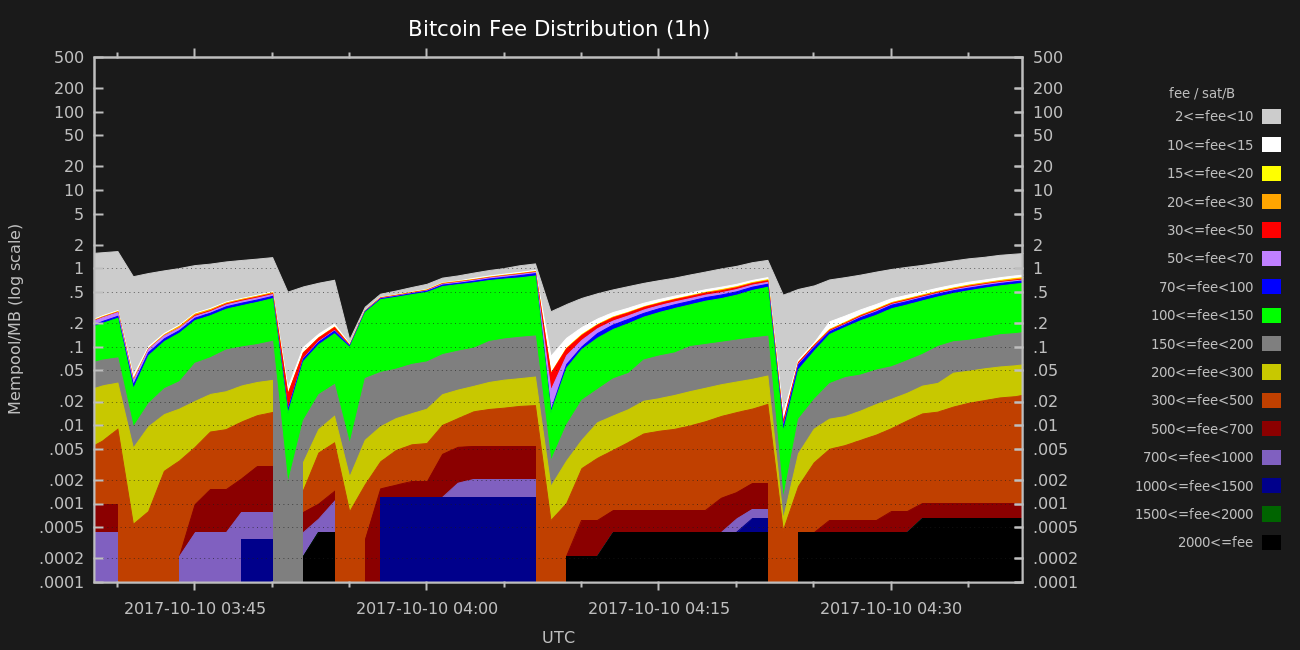 Bitcoin Fee Distribution (1h)
Mempool/MB (log scale)
500
200
100
50
20
10
5
2
1
.5
.2
.1
.05
.02
.01
.005
.002
.001
.0005
.0002
.0001
500
200
100
50
20
10
5
2
1
.5
.2
.1
.05
.02
.01
.005
.002
.001
.0005
.0002
.0001
2017-10-10 03:45
2017-10-10 04:00
2017-10-10 04:15
2017-10-10 04:30
UTC
fee / sat/B
2<=fee<10
10<=fee<15
15<=fee<20
20<=fee<30
30<=fee<50
50<=fee<70
70<=fee<100
100<=fee<150
150<=fee<200
200<=fee<300
300<=fee<500
500<=fee<700
700<=fee<1000
1000<=fee<1500
1500<=fee<2000
2000<=fee